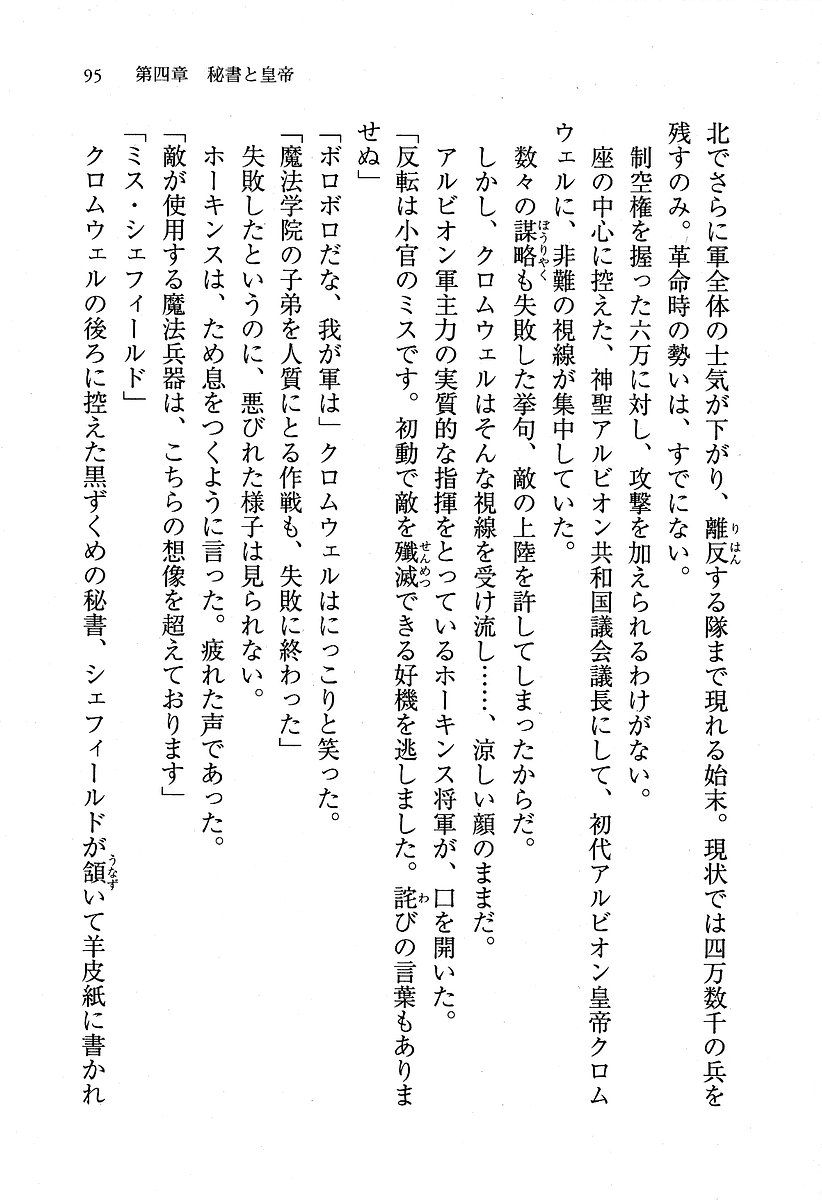 95　第四章　秘書と皇帝
北でさらに軍全体の士気が下がり、離反する隊まで現れる始末。現状では四万数千の兵を
残すのみ。革命時の勢いは、すでにない。
　制空権を握った六万に対し、攻撃を加えられるわけがない。
　座の中心に控えた、神聖アルビオン共和国議会議長にして、初代アルビオン皇帝クロム
ウェルに、非難の視線が集中していた。
　数々の謀略も失敗した挙句、敵の上陸を許してしまったからだ。
　しかし、クロムウェルはそんな視線を受け流し……、涼しい顔のままだ。
　アルビオン軍主力の実質的な指揮をとっているホーキンス将軍が、口を開いた。
「反転は小官のミスです。初動で敵を殲滅できる好機を逃しました。詫びの言葉もありま
せぬ」
「ボロボロだな、我が軍は」クロムウェルはにっこりと笑った。
「魔法学院の子弟を人質にとる作戦も、失敗に終わった」
　失敗したというのに、悪びれた様子は見られない。
　ホーキンスは、ため息をつくように言った。疲れた声であった。
「敵が使用する魔法兵器は、こちらの想像を超えております」
「ミス・シェフィールド」
　クロムウェルの後ろに控えた黒ずくめの秘書、シェフィールドが頷いて羊皮紙に書かれ